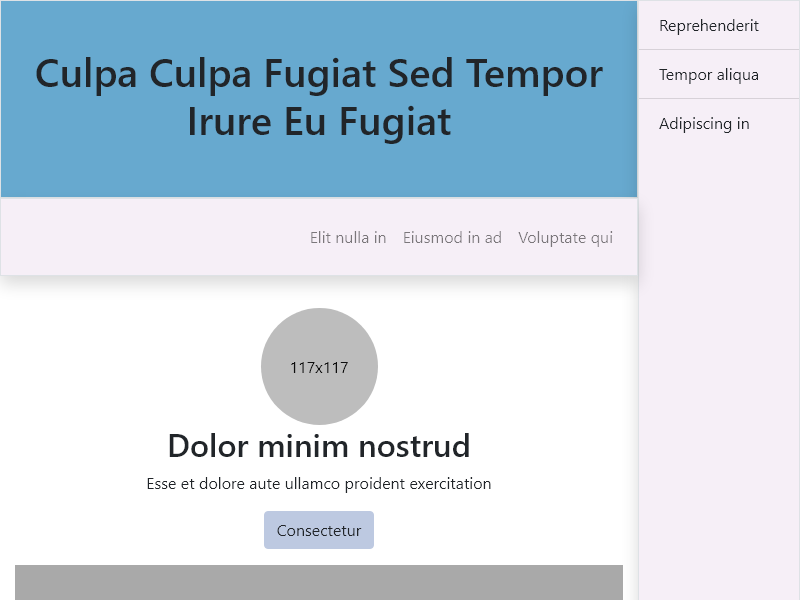 Culpa Culpa Fugiat Sed Tempor
Irure Eu Fugiat
Elit nulla in
Eiusmod in ad
Voluptate qui
117x117
Dolor minim nostrud
Esse et dolore aute ullamco proident exercitation
Consectetur
Reprehenderit
Tempor aliqua
Adipiscing in